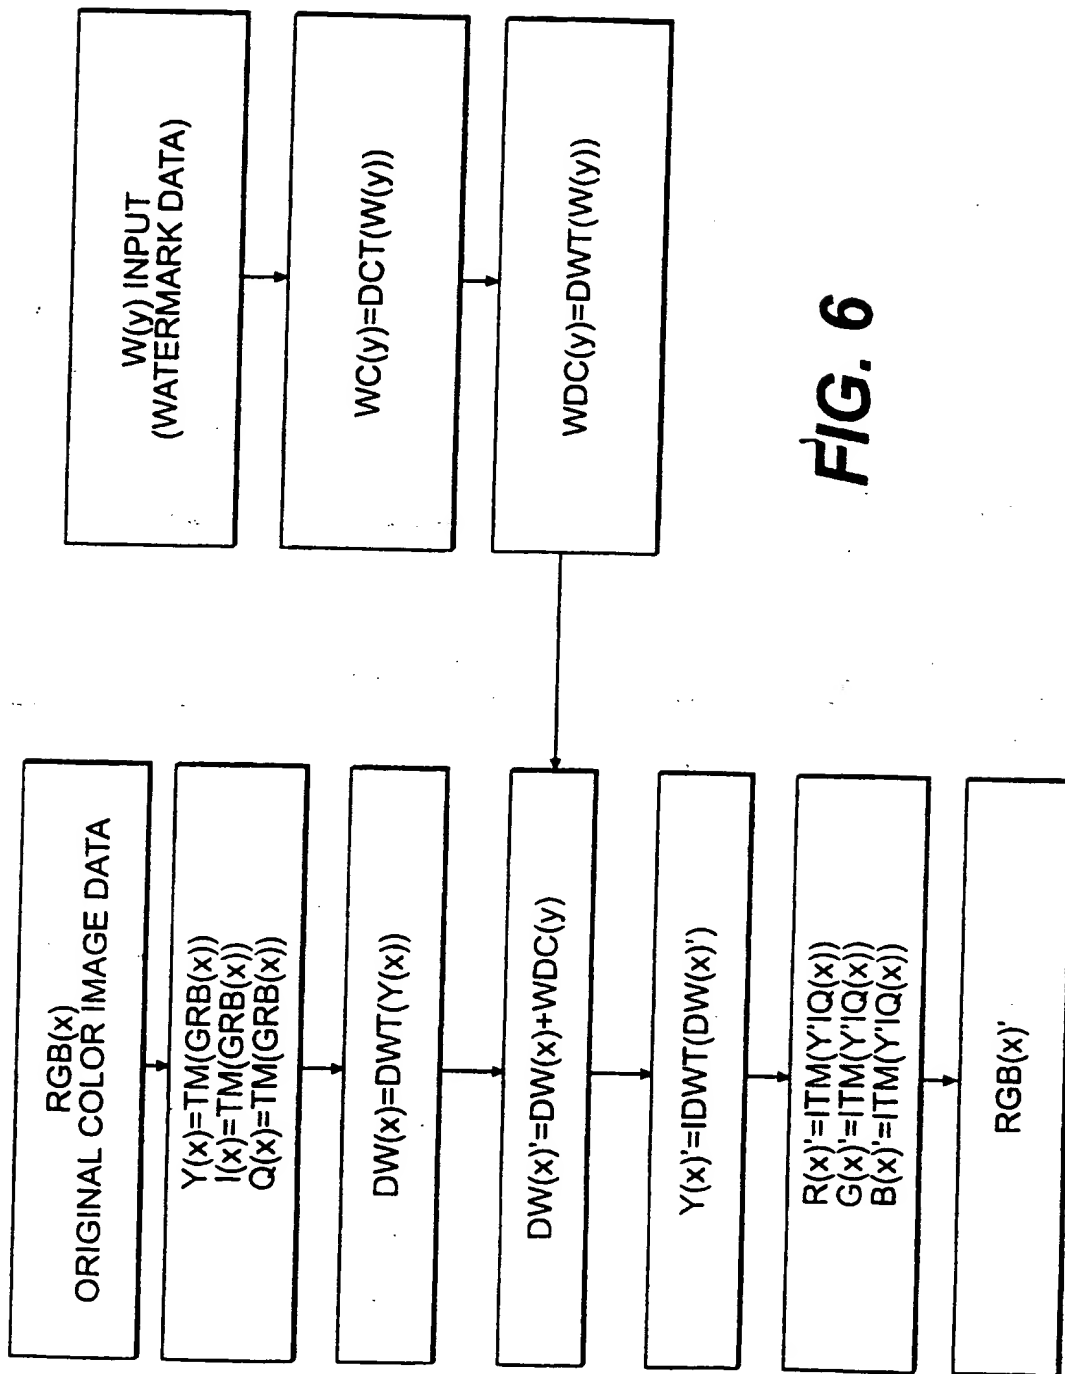 RGB(x)
ORIGINAL COLOR IMAGE DATA
Y(x)=TM(GRB(x))
I(x)=TM(GRB(x))
Q(x)=TM(GRB(x))
DW(x)=DWT(Y(x))
DW(x)'=DW(x)+WDC(y)
Y(x)'=IDWT(DW(x)')
R(x)'=ITM(Y'IQ(x))
G(x)'=ITM(Y'IQ(x))
B(x)'=ITM(Y'IQ(x))
RGB(x)'
W(y) INPUT
(WATERMARK DATA)
WC(y)=DCT(W(y))
WDC(y)=DWT(W(y))
FIG. 6